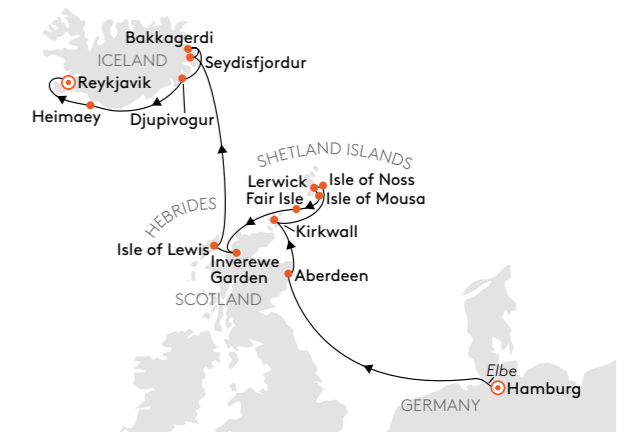 Bakkagerdi
ICELAND
Seydisfjordur
Reykjavik
Heimaey
Djupivogur
SHETLAND ISLANDS
Lerwick
Isle of Noss
Fair Isle
Isle of Mousa
HEBRIDES
Kirkwall
Isle of Lewis
Inverewe
Garden
Aberdeen
SCOTLAND
Elbe
Hamburg
GERMANY